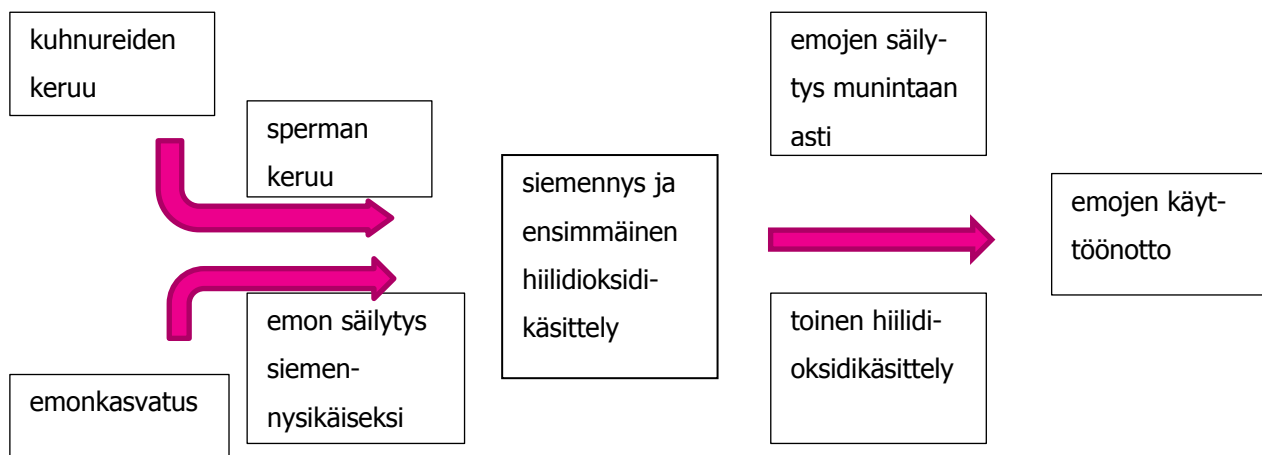 kuhnureiden
keruu
sperman
keruu
emonkasvatus
emon säilytys
siemen-
nysikäiseksi
siemennys ja
ensimmäinen
hiilidioksidi-
käsittely
emojen säily-
tys munintaan
asti
toinen hiilidi-
oksidikäsittely
emojen käyt-
töönotto